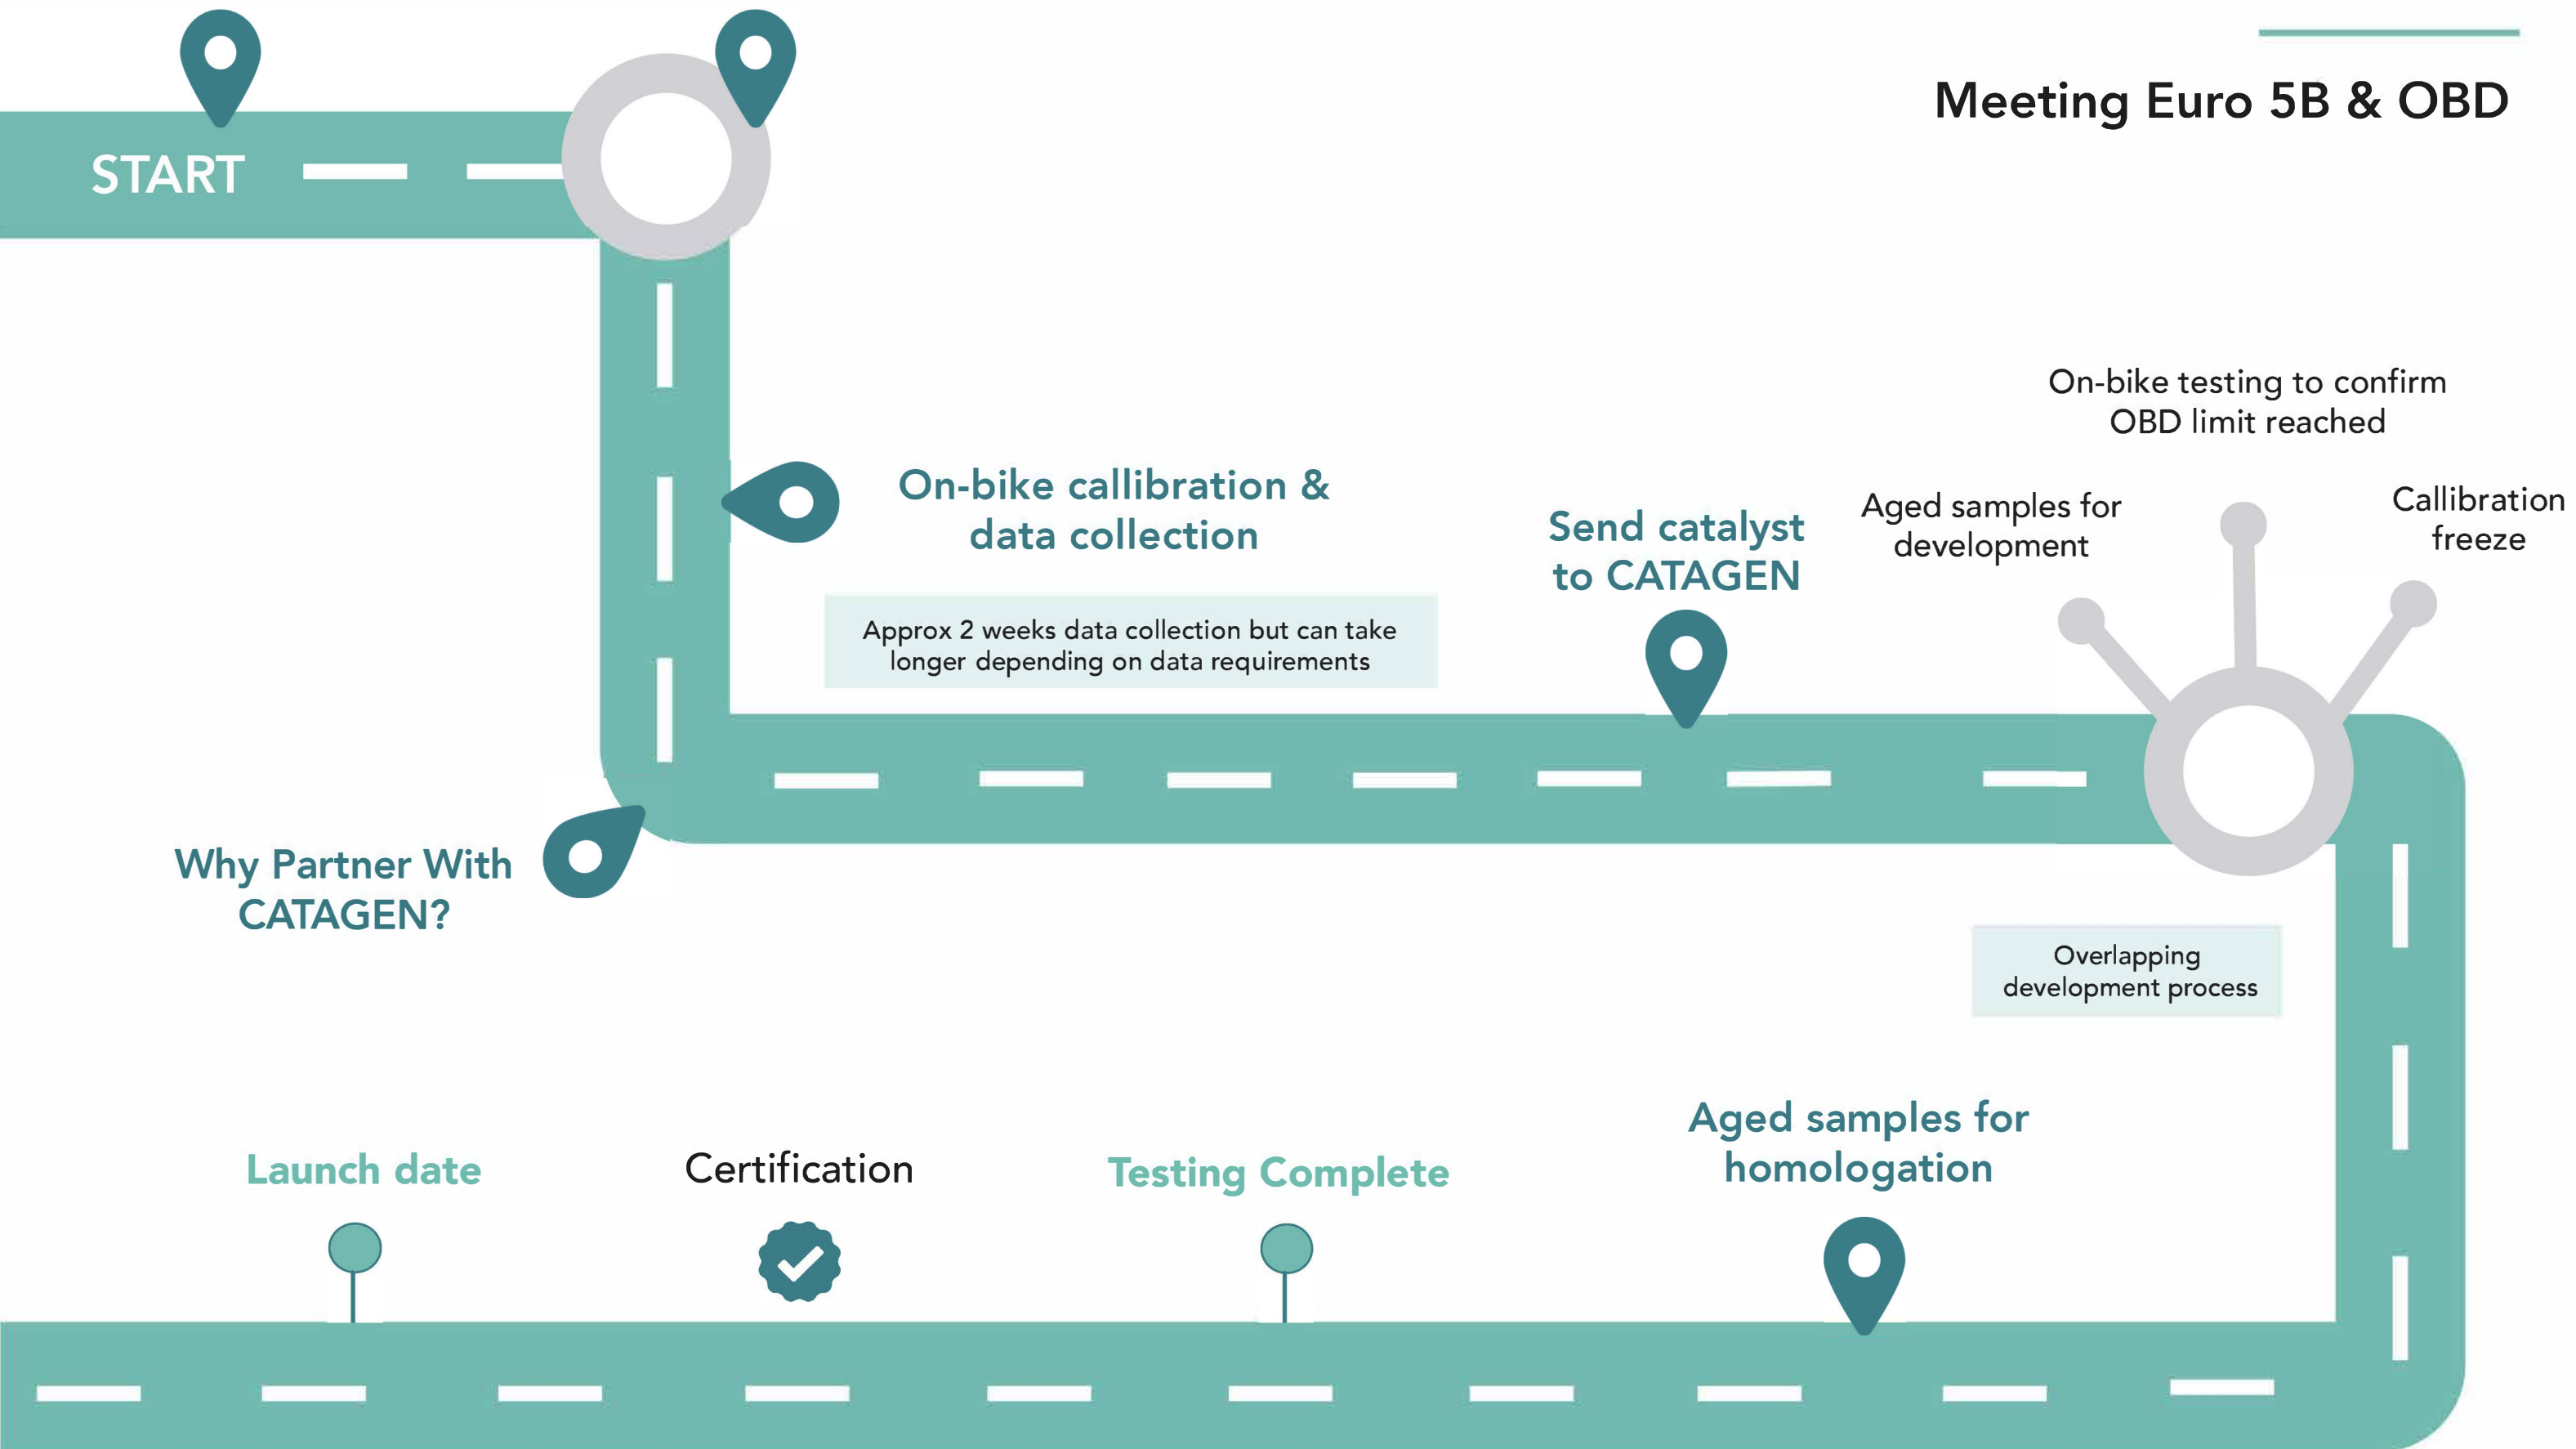 Meeting Euro 5B & OBD
START
On-bike callibration &
data collection
Approx 2 weeks data collection but can take
longer depending on data requirements
Why Partner With
CATAGEN?
Send catalyst
to CATAGEN
Aged samples for
development
On-bike testing to confirm
OBD limit reached
Callibration
freeze
Overlapping
development process
Aged samples for
homologation
Testing Complete
Certification
Launch date